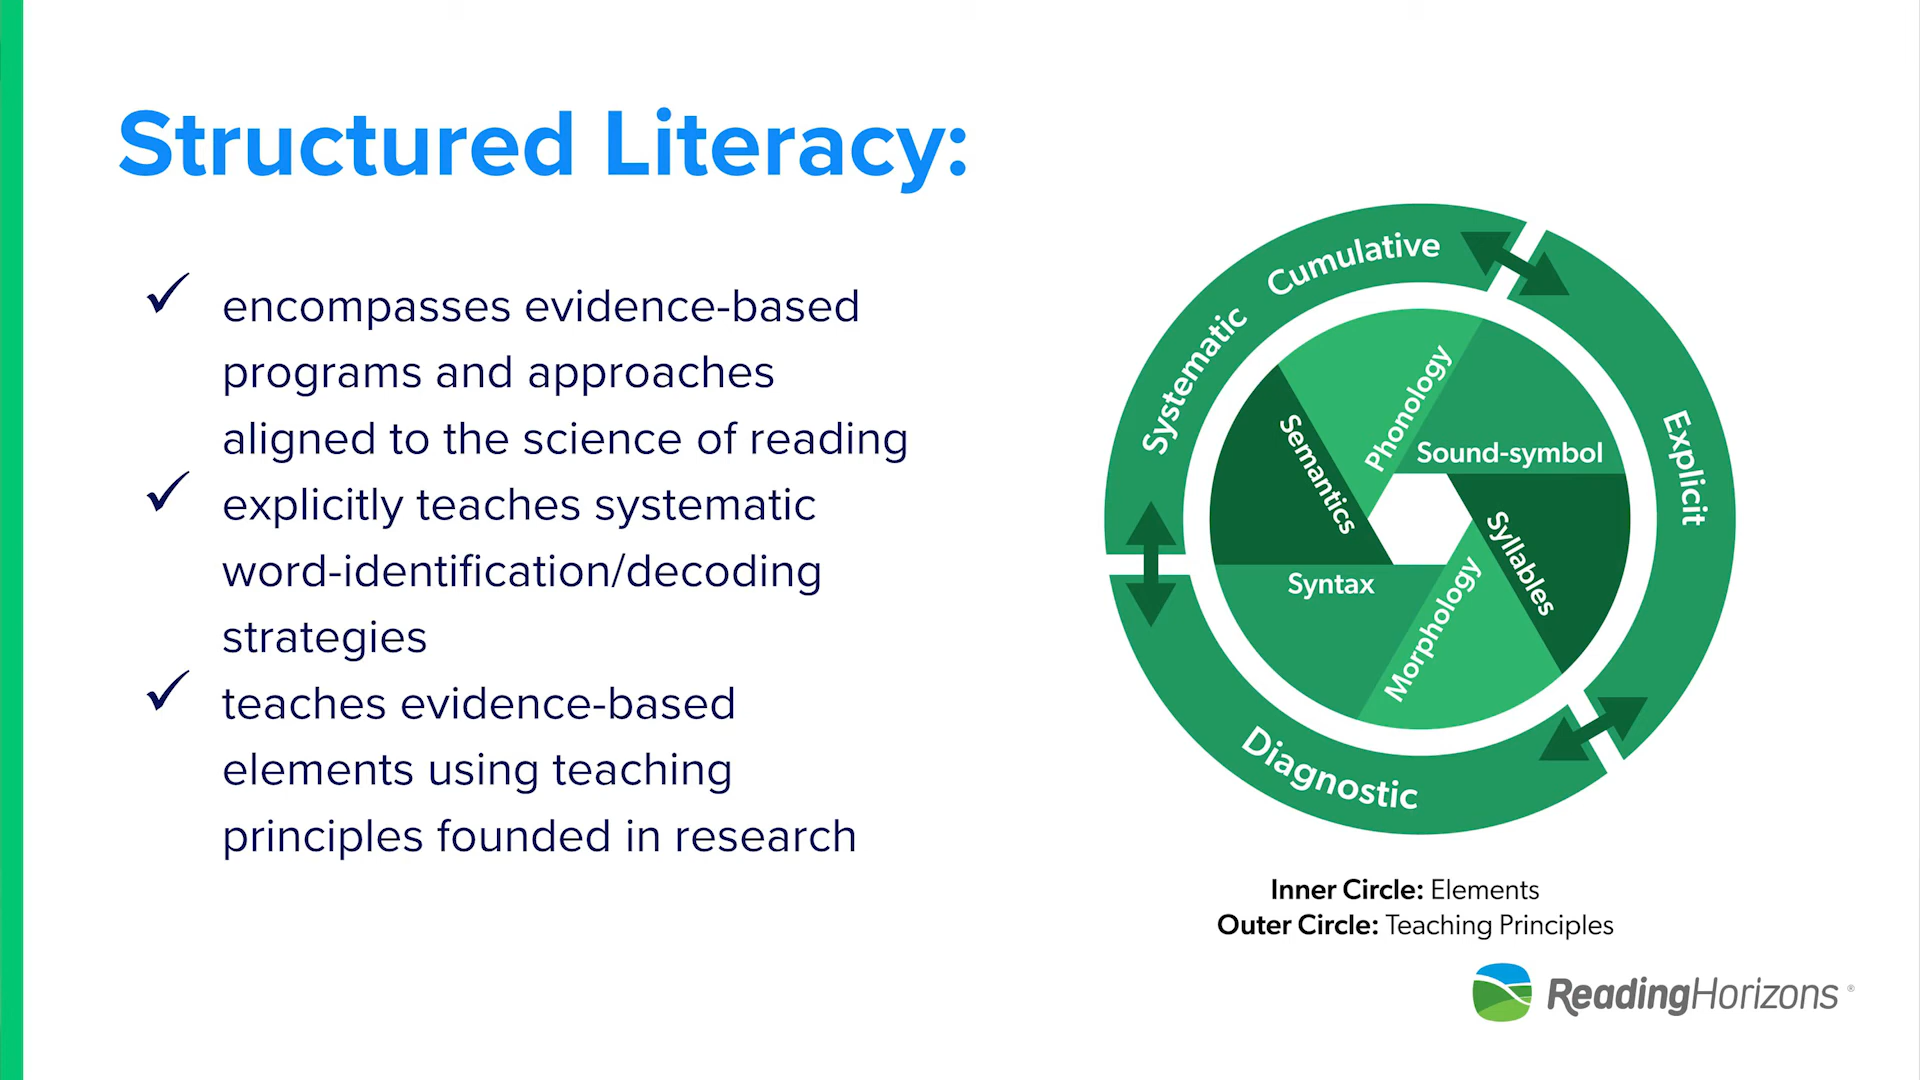 Structured Literacy:
✓ encompasses evidence-based
programs and approaches
aligned to the science of reading
✓ explicitly teaches systematic
word-identification/decoding
strategies
✓ teaches evidence-based
elements using teaching
principles founded in research
Systematic Cumulative
Explicit
Diagnostic
Phonology
Sound-symbol
Syllables
Morphology
Syntax
Semantics
Inner Circle: Elements
Outer Circle: Teaching Principles
ReadingHorizons®